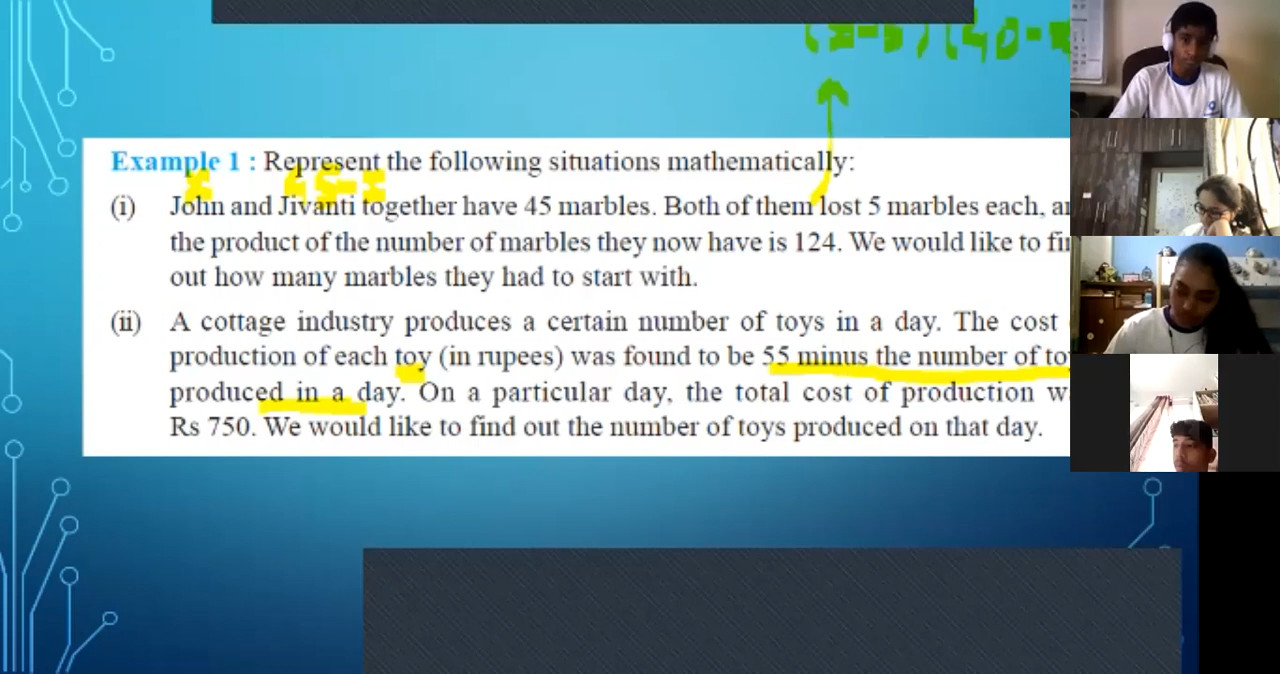 (x-5)(40-x
Example 1 : Represent the following situations mathematically:
x 45-x
(i) John and Jivanti together have 45 marbles. Both of them lost 5 marbles each,
the product of the number of marbles they now have is 124. We would like to
out how many marbles they had to start with.
(ii) A cottage industry produces a certain number of toys in a day. The cost
production of each toy (in rupees) was found to be 55 minus the number of
produced in a day. On a particular day, the total cost of production
Rs 750. We would like to find out the number of toys produced on that day.